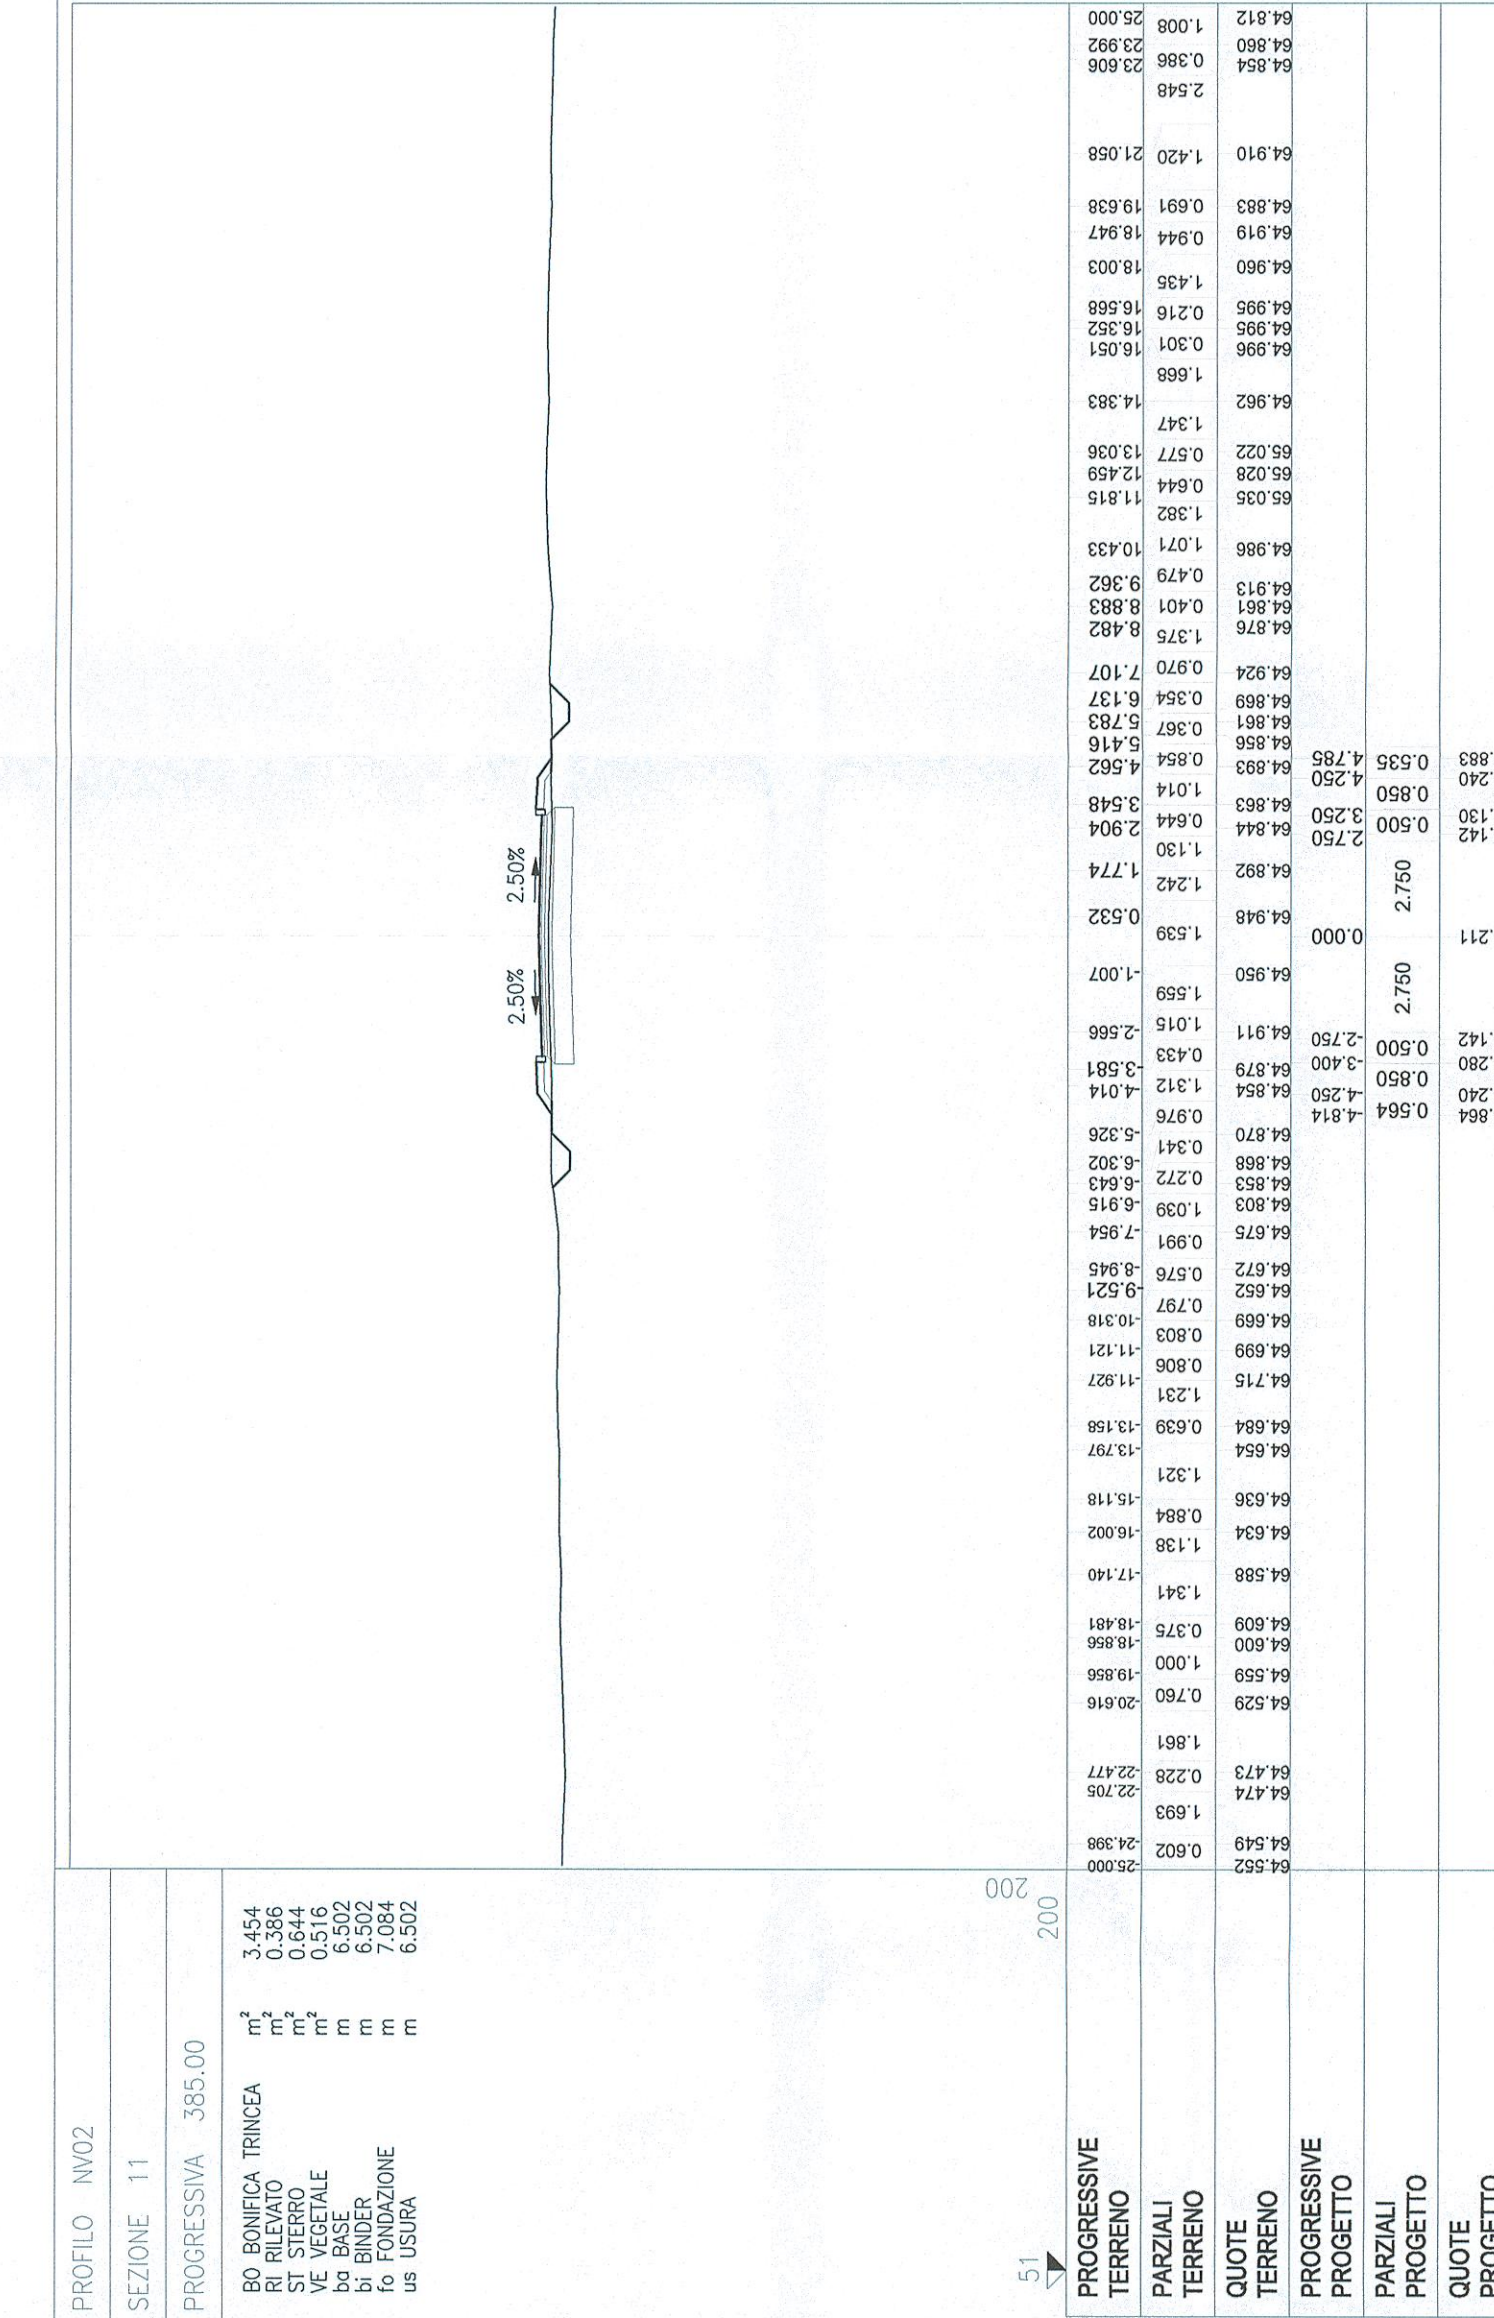 PROFILO NV02
SEZIONE 11
PROGRESSIVA 385.00
BO BONIFICA TRINCEA m² 3.454
RI RILEVATO m² 0.386
ST STERRO m² 0.644
VE VEGETALE m² 0.516
ba BASE m 6.502
bi BINDER m 6.502
fo FONDAZIONE m 7.084
us USURA m 6.502
2.50% 2.50%
200
200
51
PROGRESSIVE TERRENO
-25.000 -24.398 -22.705 -22.477 -20.616 -19.856 -18.856 -18.481 -17.140 -16.002 -15.118 -13.797 -13.158 -11.927 -11.121 -10.318 -9.521 -8.945 -7.954 -6.915 -6.643 -6.302 -5.326 -4.014 -3.581 -2.566 -1.007 0.532 1.774 2.904 3.548 4.562 5.416 5.783 6.137 7.107 8.482 8.883 9.362 10.433 11.815 12.459 13.036 14.383 16.051 16.352 16.568 18.003 18.947 19.638 21.058 23.606 23.992 25.000
PARZIALI TERRENO
0.602 1.693 0.228 1.861 0.760 1.000 0.375 1.341 1.138 0.884 1.321 0.639 1.231 0.806 0.803 0.797 0.576 0.991 1.039 0.272 0.341 0.976 1.312 0.433 1.015 1.559 1.539 1.242 1.130 0.644 1.014 0.854 0.367 0.354 0.970 1.375 0.401 0.479 1.071 1.382 0.644 0.577 1.347 1.668 0.301 0.216 1.435 0.944 0.691 1.420 2.548 0.386 1.008
QUOTE TERRENO
64.552 64.549 64.474 64.473 64.529 64.559 64.600 64.609 64.588 64.634 64.636 64.654 64.684 64.715 64.699 64.669 64.652 64.672 64.675 64.803 64.853 64.868 64.870 64.854 64.879 64.911 64.950 64.948 64.892 64.844 64.863 64.893 64.856 64.861 64.869 64.924 64.876 64.861 64.913 64.986 65.035 65.028 65.022 64.962 64.996 64.995 64.995 64.960 64.919 64.883 64.910 64.854 64.860 64.812
PROGRESSIVE PROGETTO
-4.814 -4.250 -3.400 -2.750 0.000 2.750 3.250 4.250 4.785
PARZIALI PROGETTO
0.564 0.850 0.500 2.750 2.750 0.500 0.850 0.535
QUOTE PROGETTO
.864 .240 .280 .142 .211 .142 .130 .240 .883